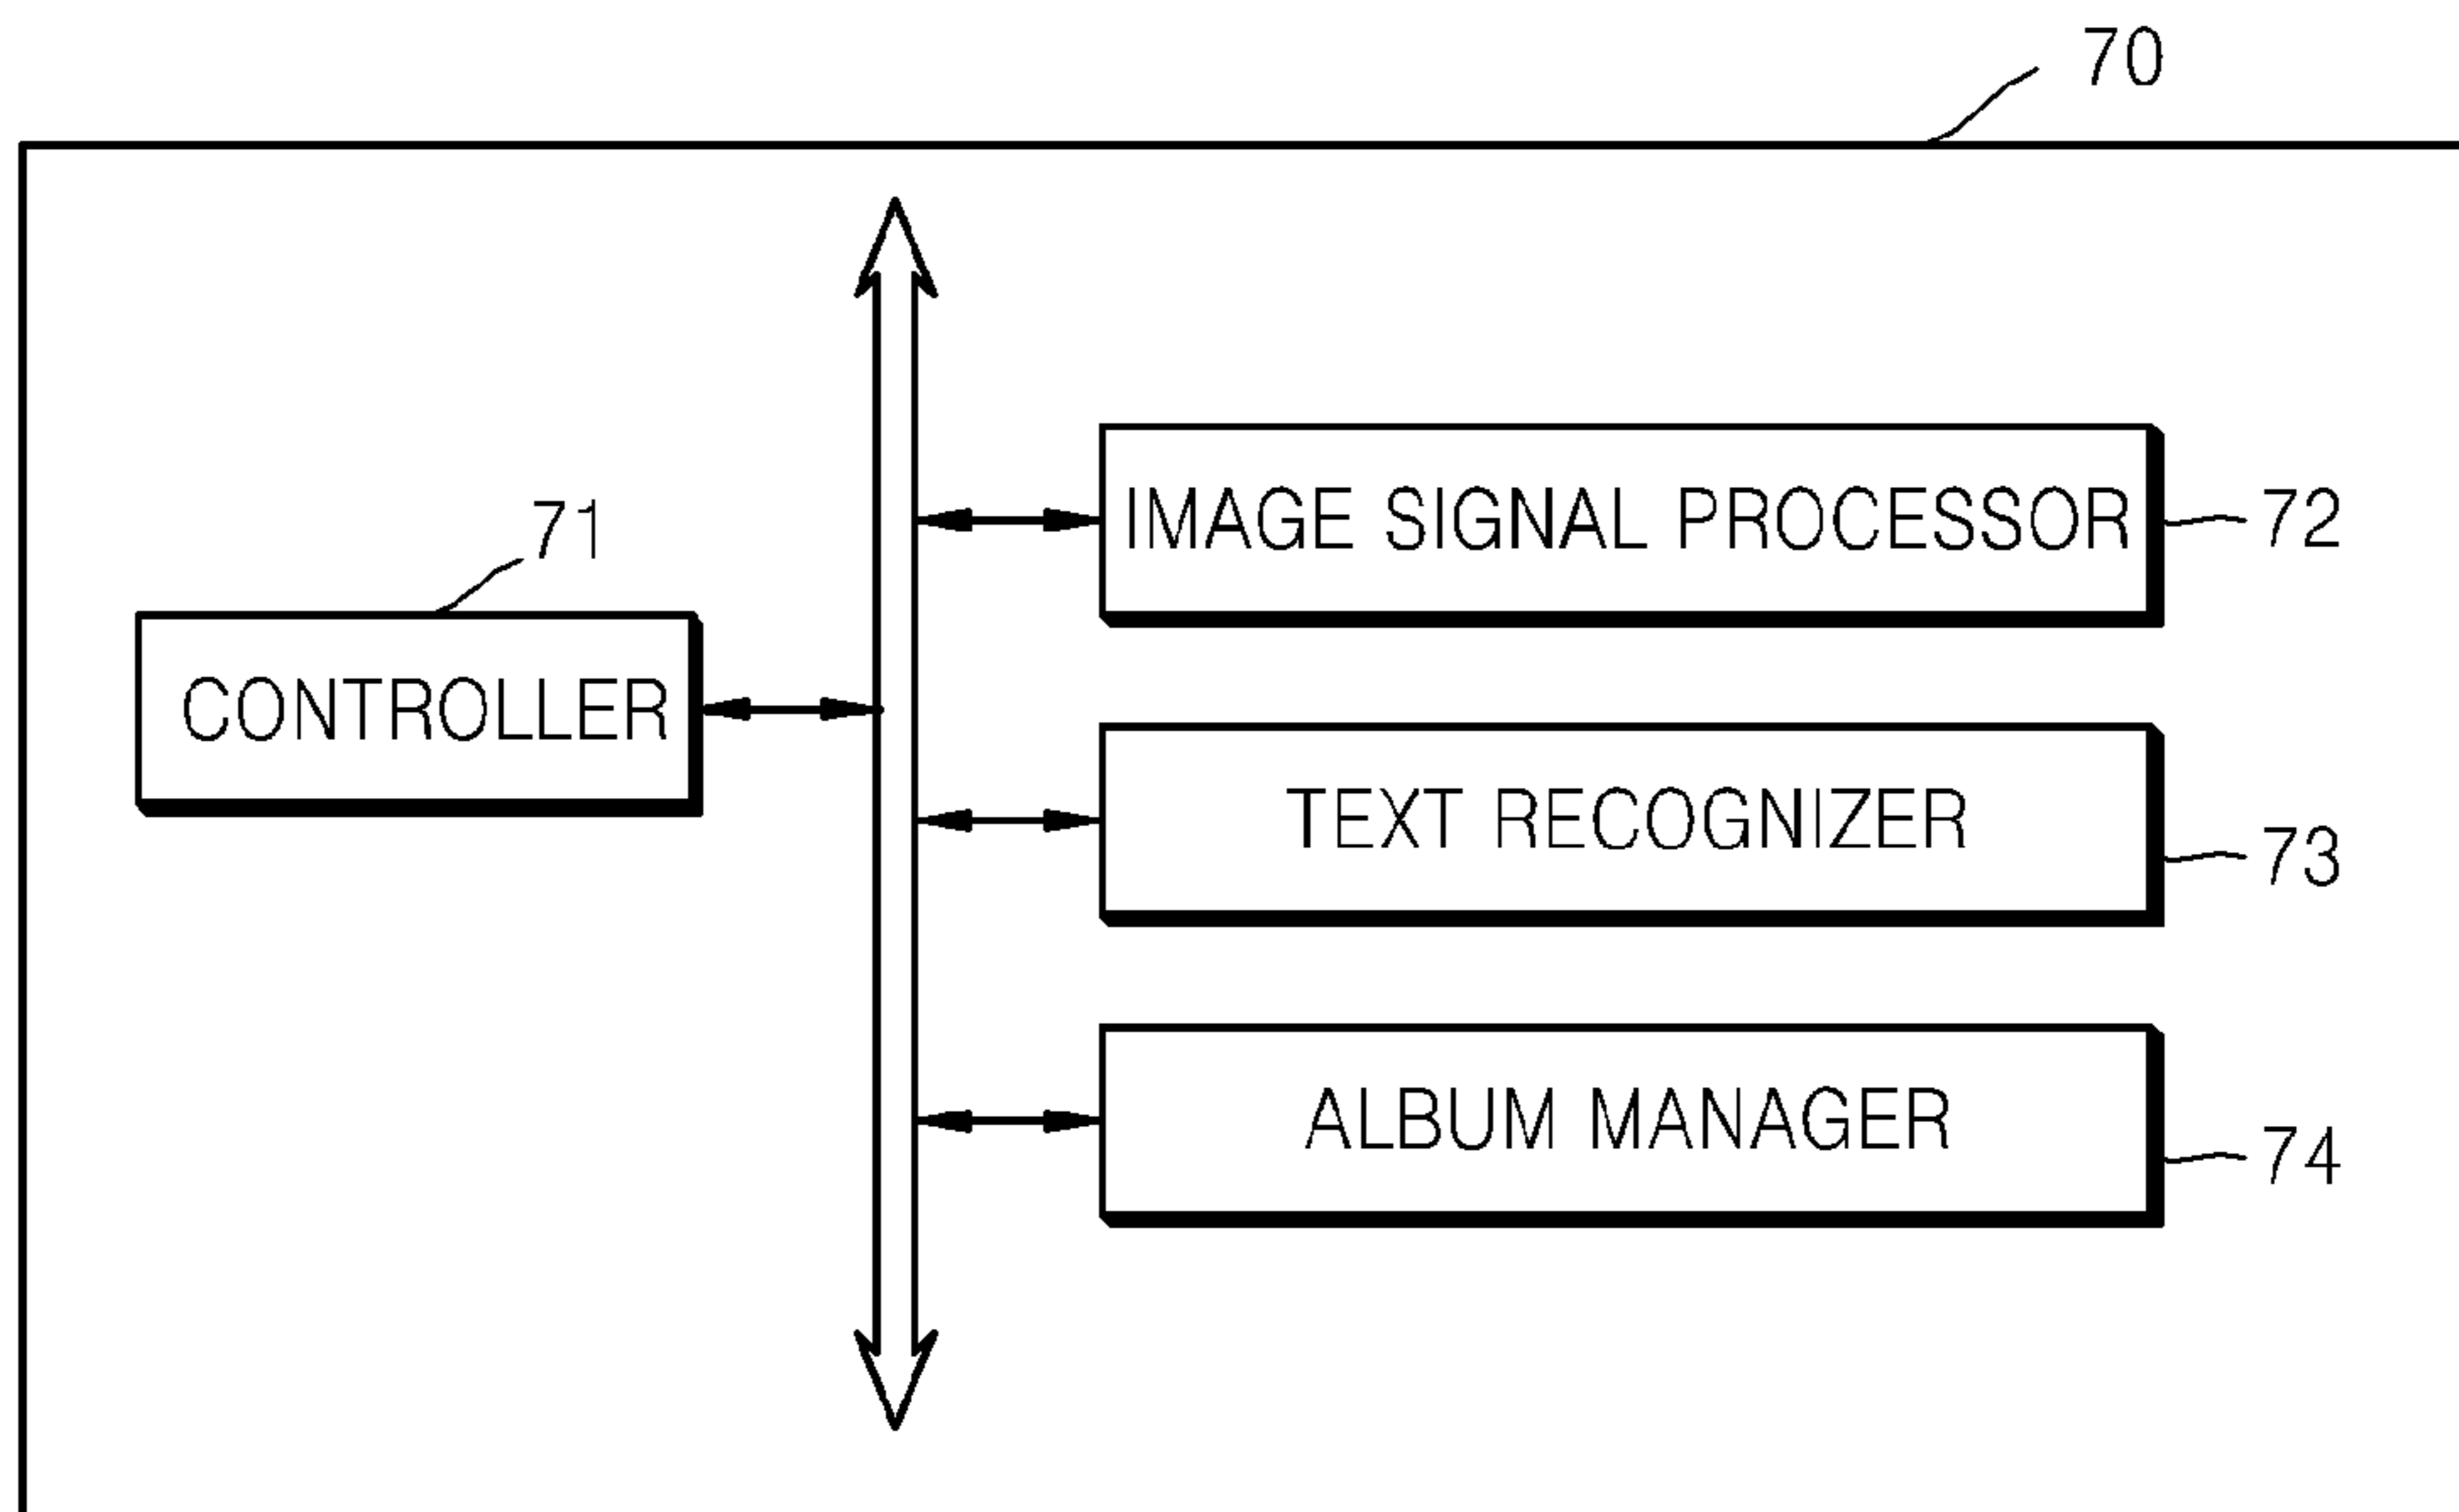 70
71
IMAGE SIGNAL PROCESSOR 72
CONTROLLER
TEXT RECOGNIZER 73
ALBUM MANAGER 74